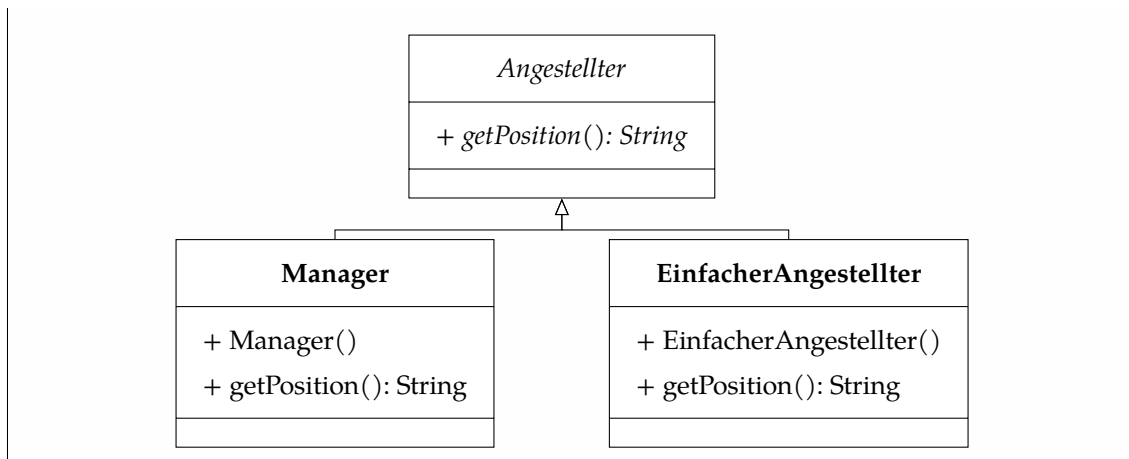 Angestellter
+ getPosition(): String
Manager
+ Manager()
+ getPosition(): String
EinfacherAngestellter
+ EinfacherAngestellter()
+ getPosition(): String